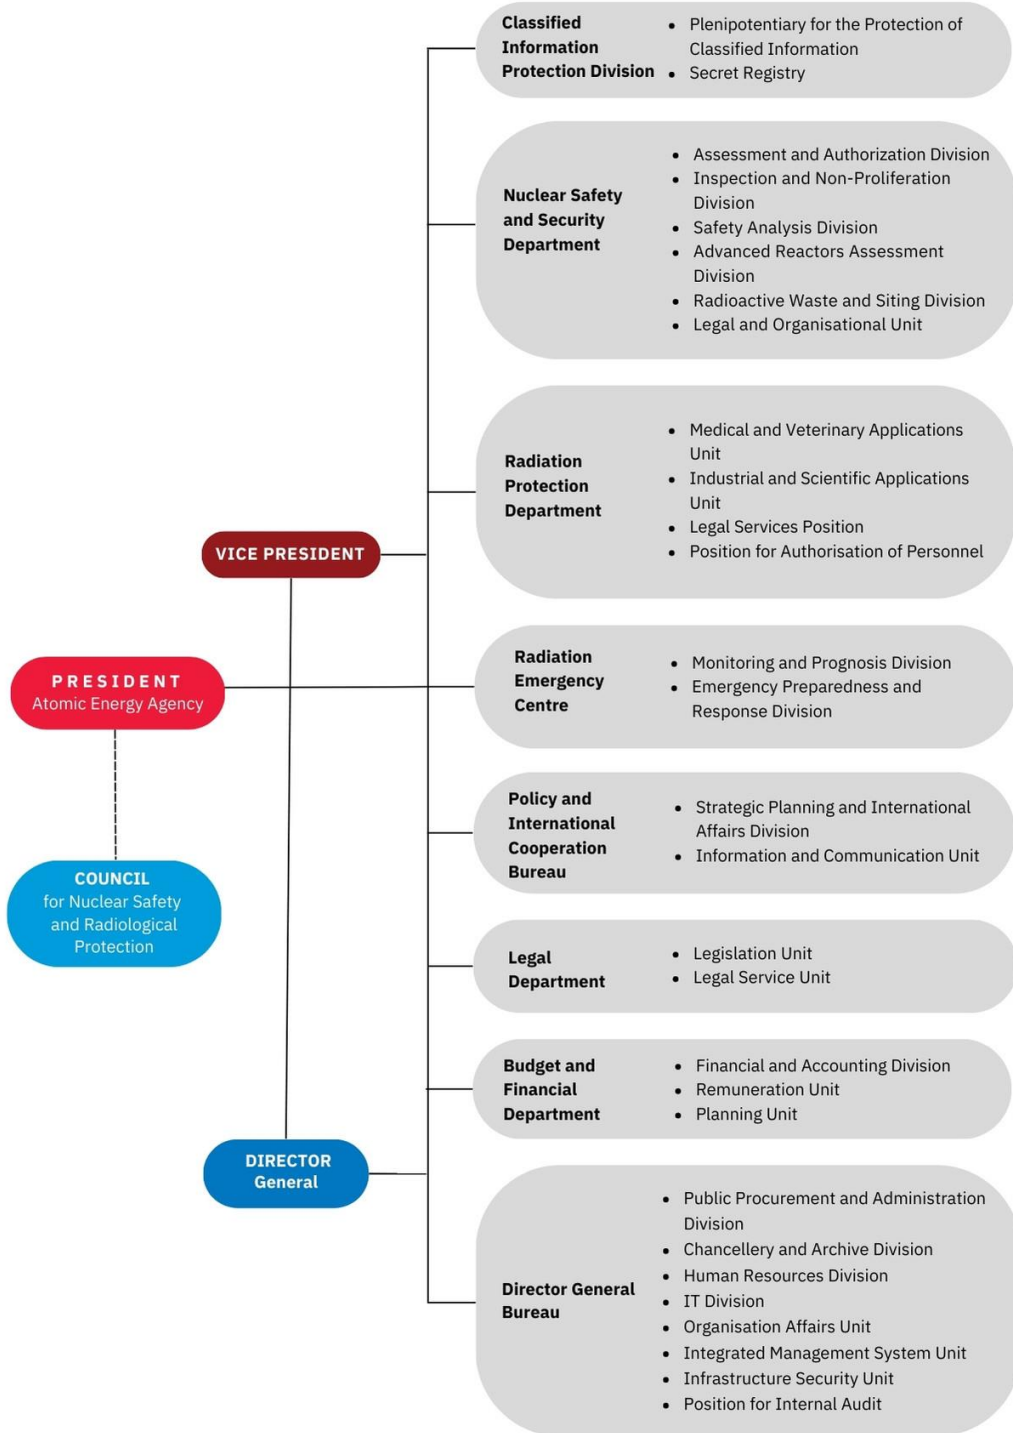 Classified
Information
Protection Division
• Plenipotentiary for the Protection of
Classified Information
• Secret Registry
Nuclear Safety
and Security
Department
• Assessment and Authorization Division
• Inspection and Non-Proliferation
Division
• Safety Analysis Division
• Advanced Reactors Assessment
Division
• Radioactive Waste and Siting Division
• Legal and Organisational Unit
Radiation
Protection
Department
• Medical and Veterinary Applications
Unit
• Industrial and Scientific Applications
Unit
• Legal Services Position
• Position for Authorisation of Personnel
VICE PRESIDENT
PRESIDENT
Atomic Energy Agency
Radiation
Emergency
Centre
• Monitoring and Prognosis Division
• Emergency Preparedness and
Response Division
Policy and
International
Cooperation
Bureau
• Strategic Planning and International
Affairs Division
• Information and Communication Unit
COUNCIL
for Nuclear Safety
and Radiological
Protection
Legal
Department
• Legislation Unit
• Legal Service Unit
Budget and
Financial
Department
• Financial and Accounting Division
• Remuneration Unit
• Planning Unit
DIRECTOR
General
Director General
Bureau
• Public Procurement and Administration
Division
• Chancellery and Archive Division
• Human Resources Division
• IT Division
• Organisation Affairs Unit
• Integrated Management System Unit
• Infrastructure Security Unit
• Position for Internal Audit